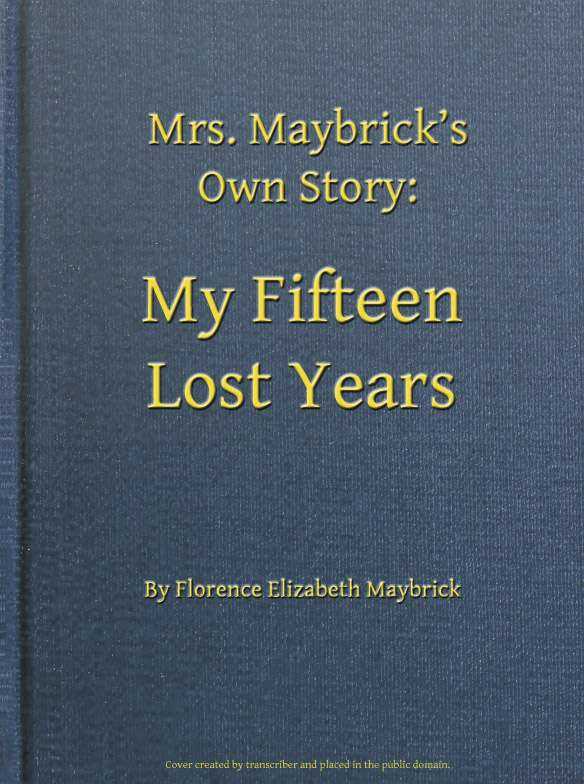 Mrs. Maybrick’s
Own Story:
My Fifteen
Lost Years
By Florence Elizabeth Maybrick
Cover created by transcriber and placed in the public domain.